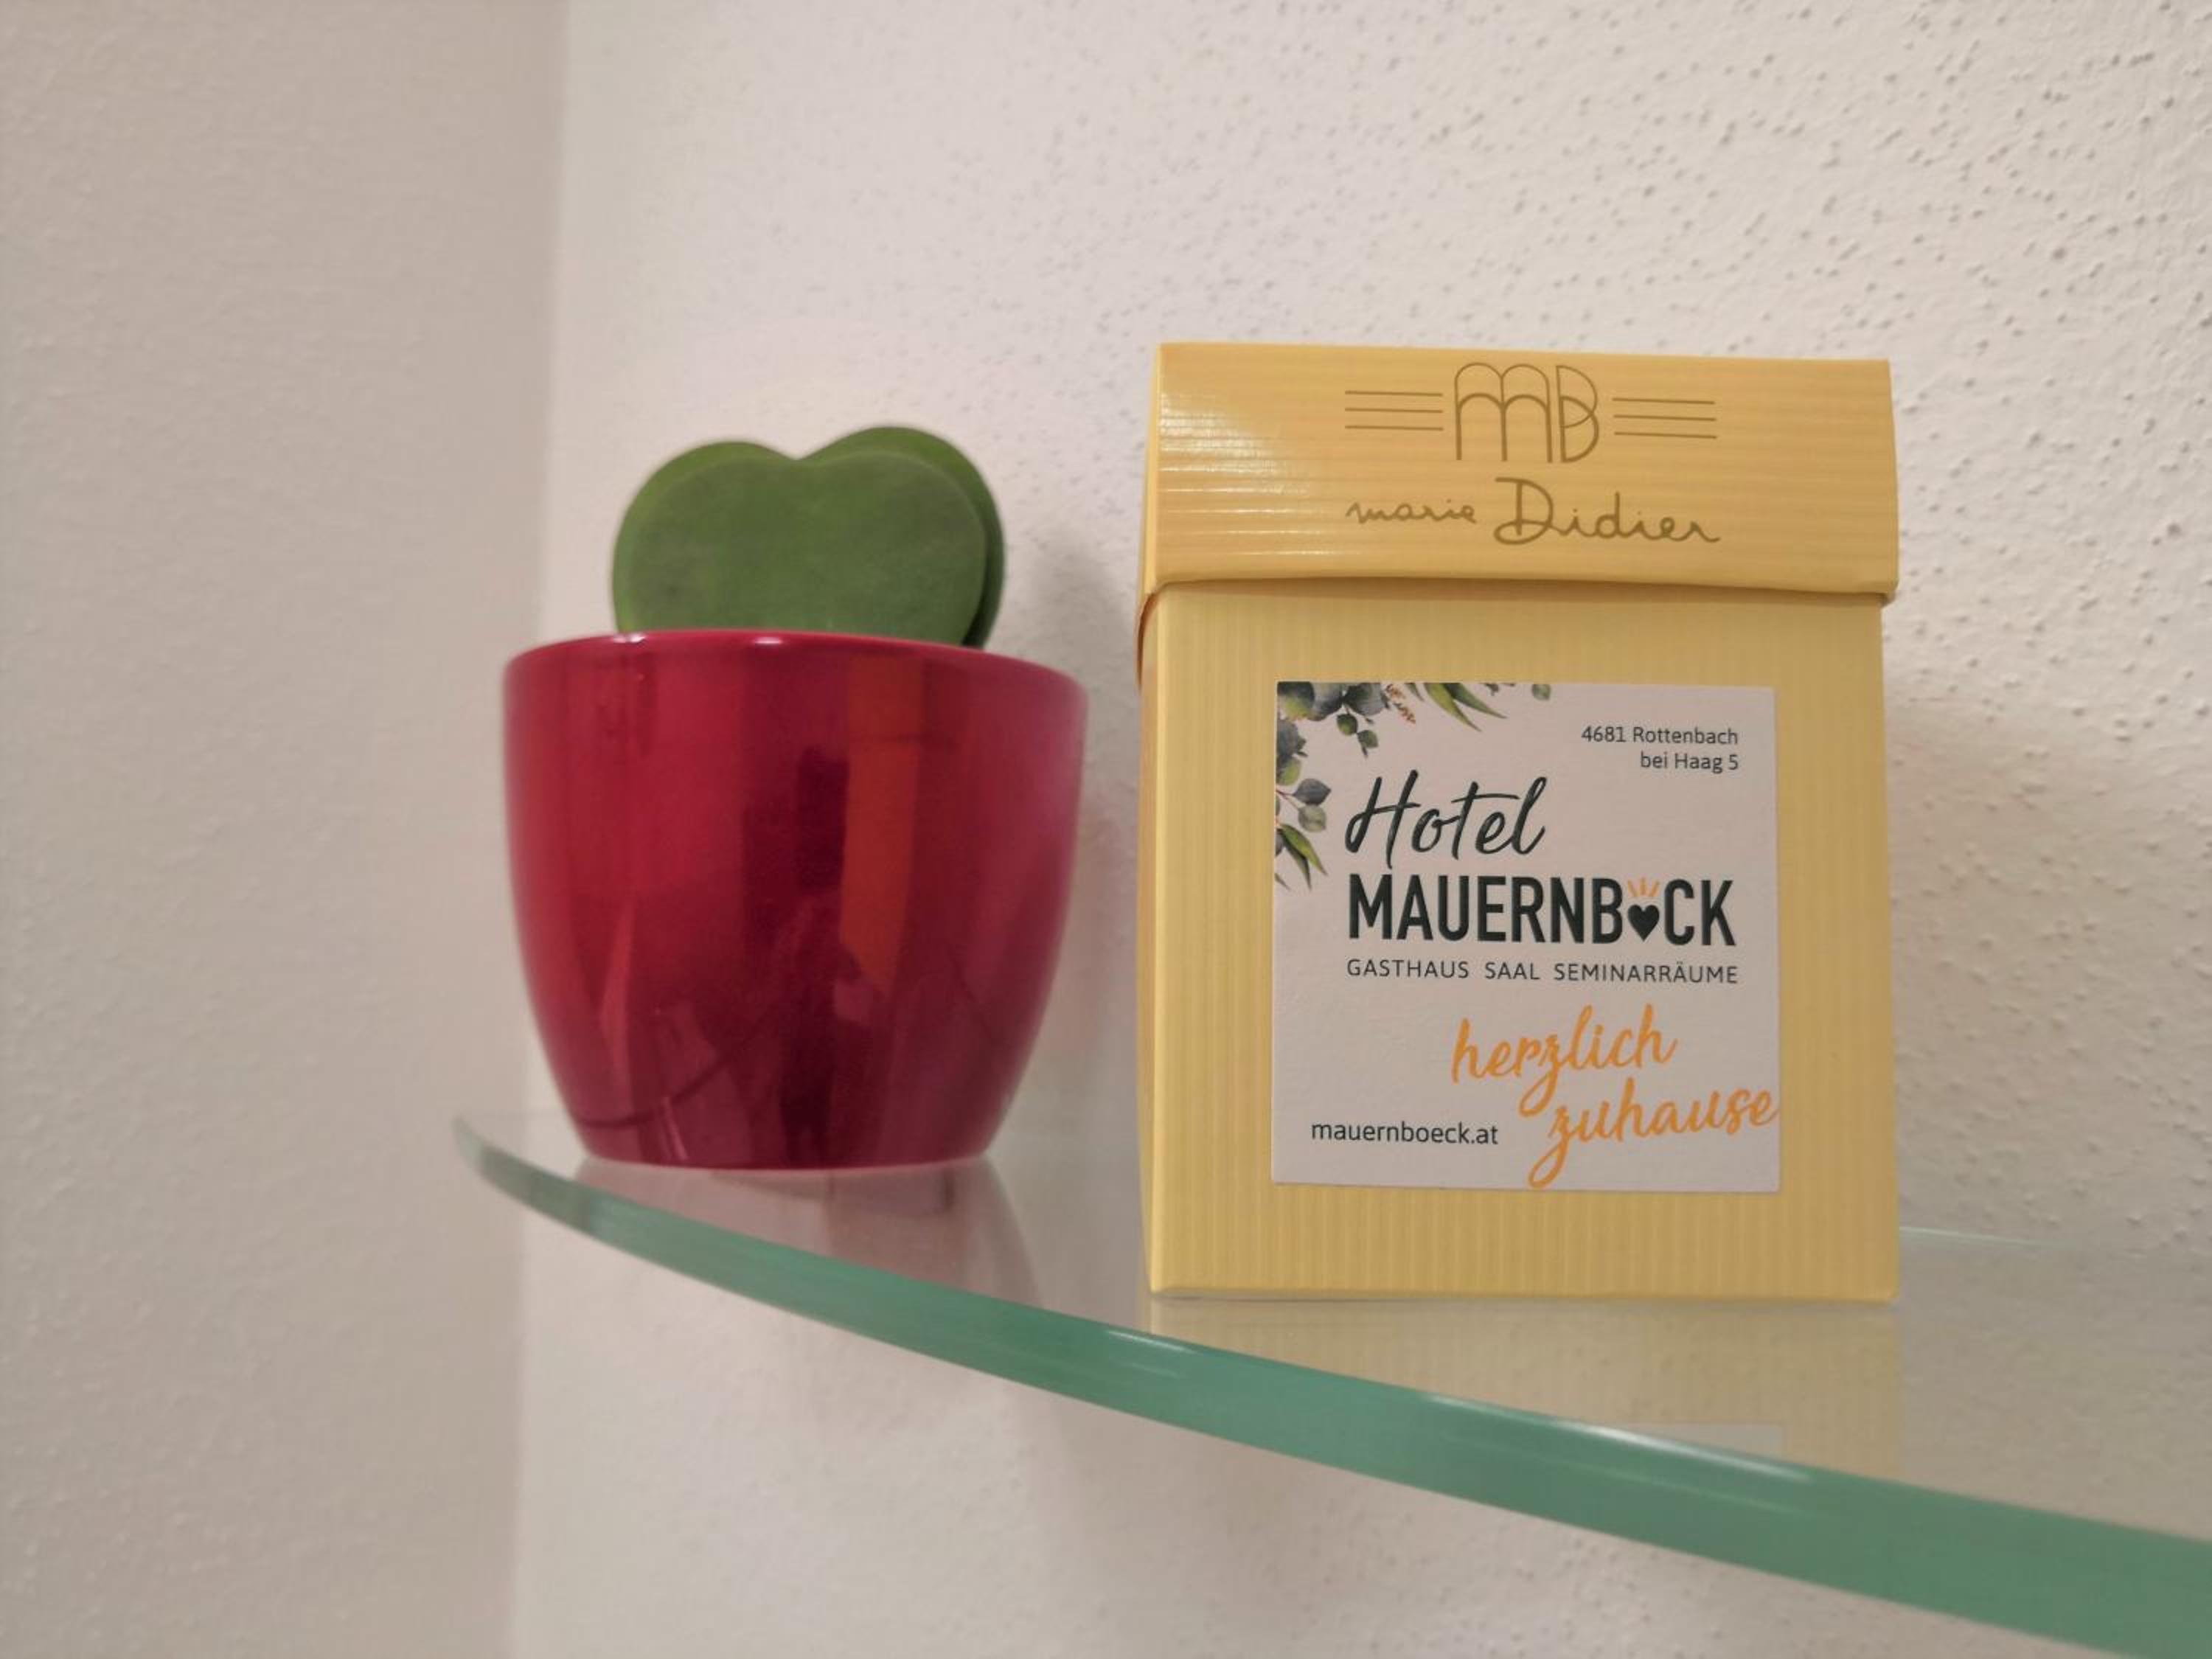 MB
marie Didier
4681 Rottenbach
bei Haag 5
Hotel
MAUERNBÖCK
GASTHAUS SAAL SEMINARRÄUME
herzlich
zuhause
mauernboeck.at